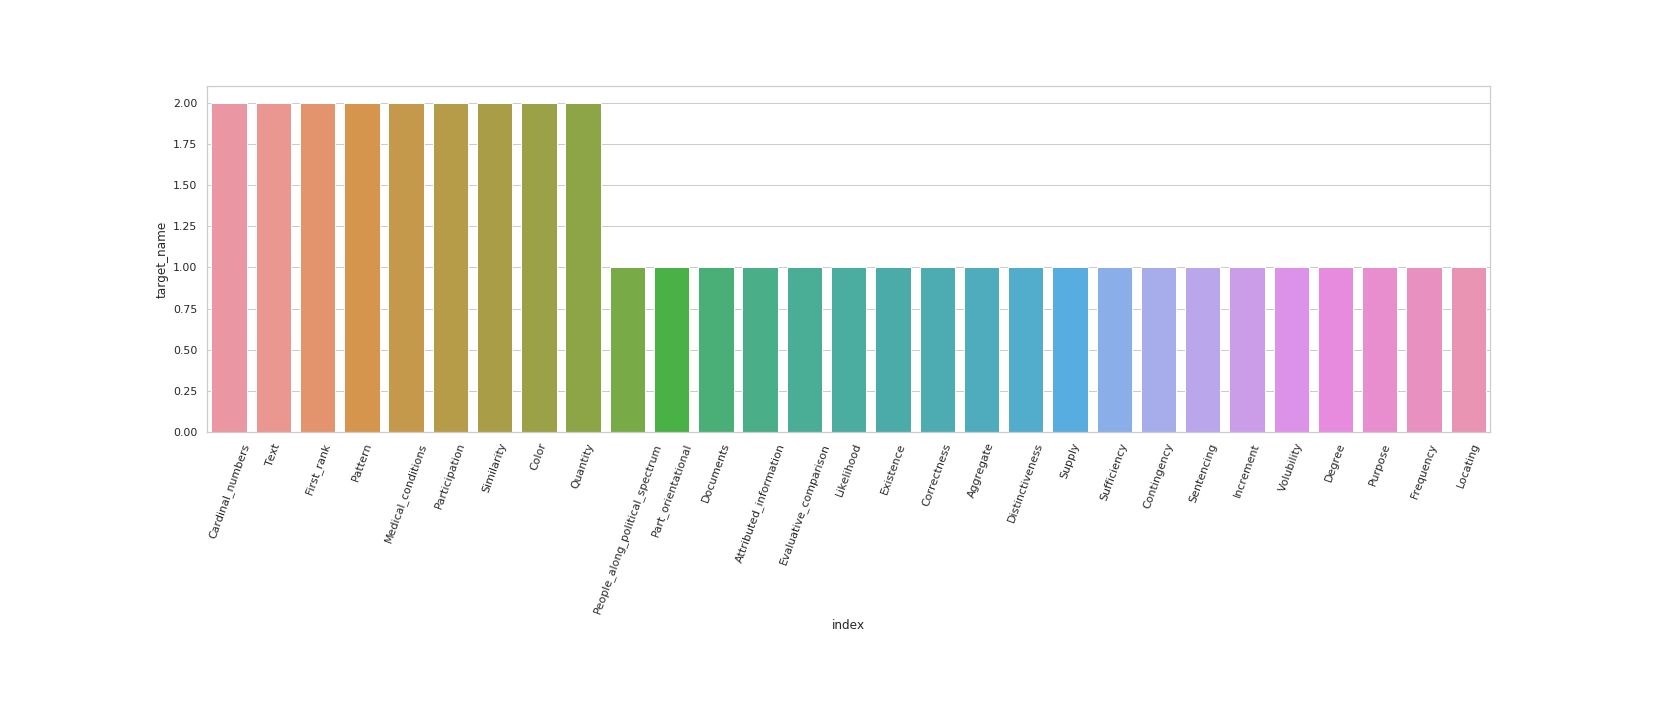 2.00
1.75
1.50
1.25
1.00
0.75
0.50
0.25
0.00
target_name
Cardinal_numbers
Text
First_rank
Pattern
Medical_conditions
Participation
Similarity
Color
Quantity
People_along_political_spectrum
Part_orientational
Documents
Attributed_information
Evaluative_comparison
Likelihood
Existence
Correctness
Aggregate
Distinctiveness
Supply
Sufficiency
Contingency
Sentencing
Increment
Volubility
Degree
Purpose
Frequency
Locating
index